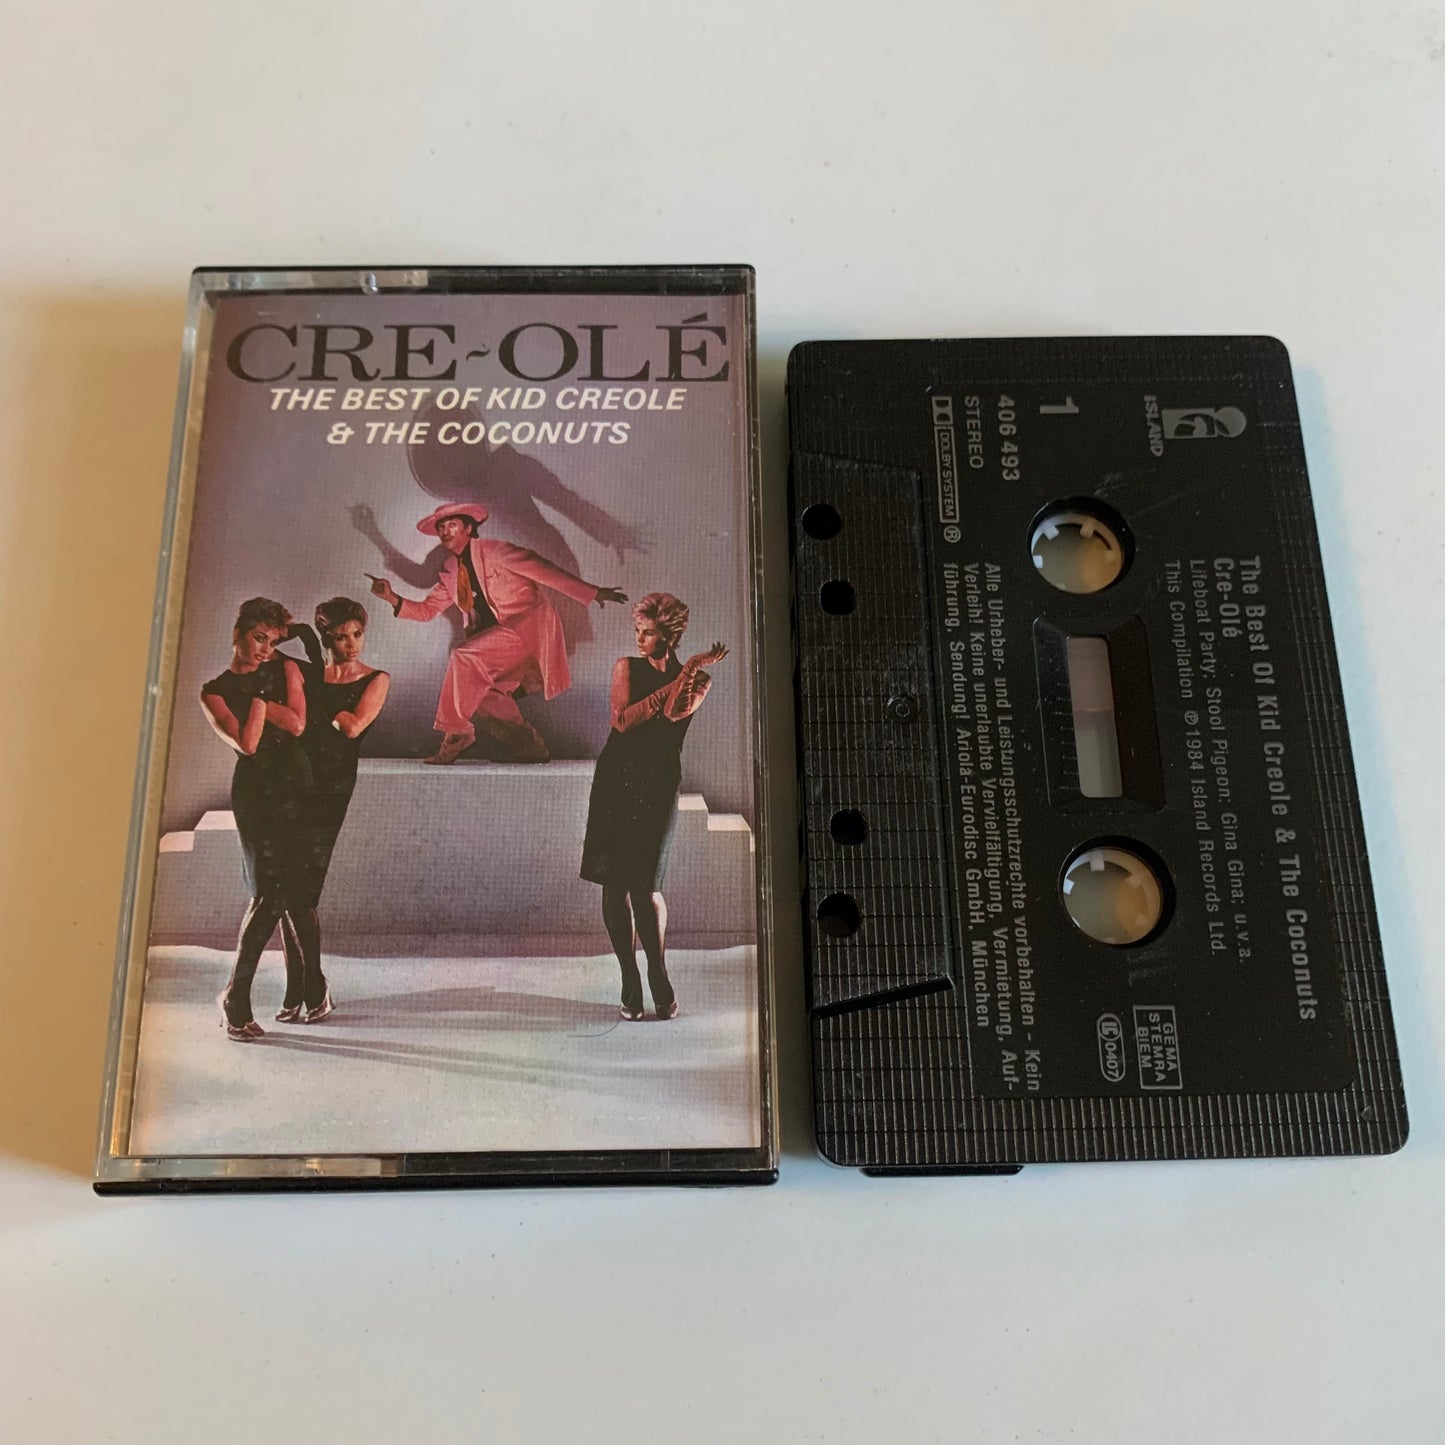 CRE-OLÉ
THE BEST OF KID CREOLE
& THE COCONUTS
ISLAND
1
406 493
STEREO
DOLBY SYSTEM ®
The Best Of Kid Creole & The Coconuts
Cre-Olé
Lifeboat Party; Stool Pigeon; Gina Gina; u.v.a.
This Compilation ℗ 1984 Island Records Ltd.
GEMA
STEMRA
BIEM
LC 0407
Alle Urheber- und Leistungsschutzrechte vorbehalten - Kein
Verleih! Keine unerlaubte Vervielfältigung, Vermietung, Auf-
führung, Sendung! Ariola-Eurodisc GmbH, München